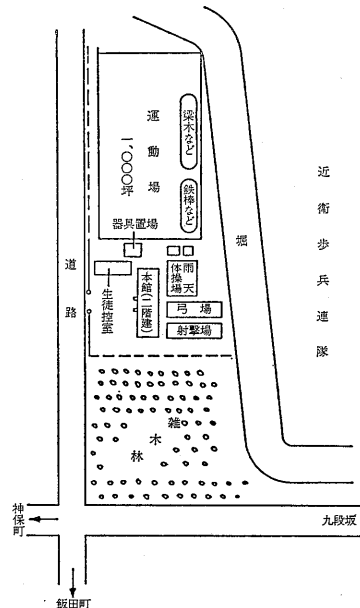 近衛歩兵連隊
堀
梁木など
鉄棒など
運動場
一、〇〇〇坪
器具置場
道路
生徒控室
本館(二階建)
雨天
体操場
弓場
射撃場
雑木林
神保町
九段坂
飯田町